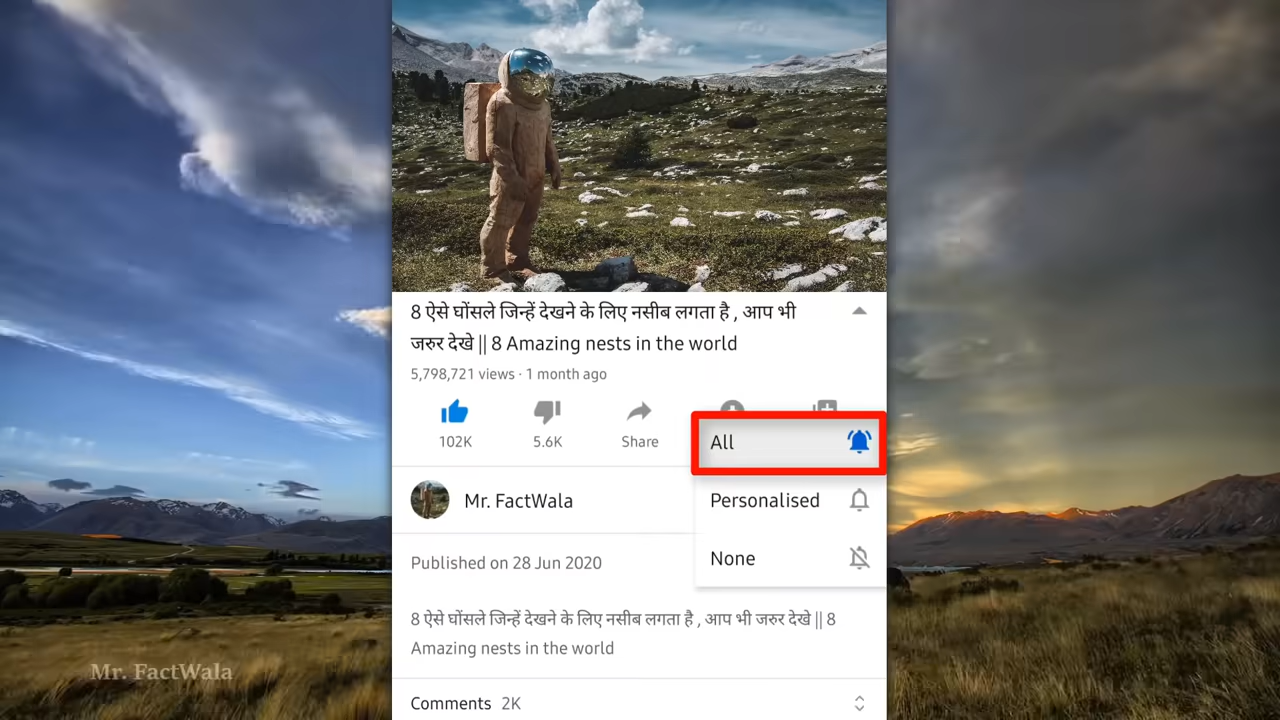 8 ऐसे घोंसले जिन्हें देखने के लिए नसीब लगता है , आप भी
जरुर देखे || 8 Amazing nests in the world
5,798,721 views · 1 month ago
102K
5.6K
Share
All
Mr. FactWala
Personalised
None
Published on 28 Jun 2020
8 ऐसे घोंसले जिन्हें देखने के लिए नसीब लगता है , आप भी जरुर देखे || 8
Amazing nests in the world
Mr. FactWala
Comments 2K